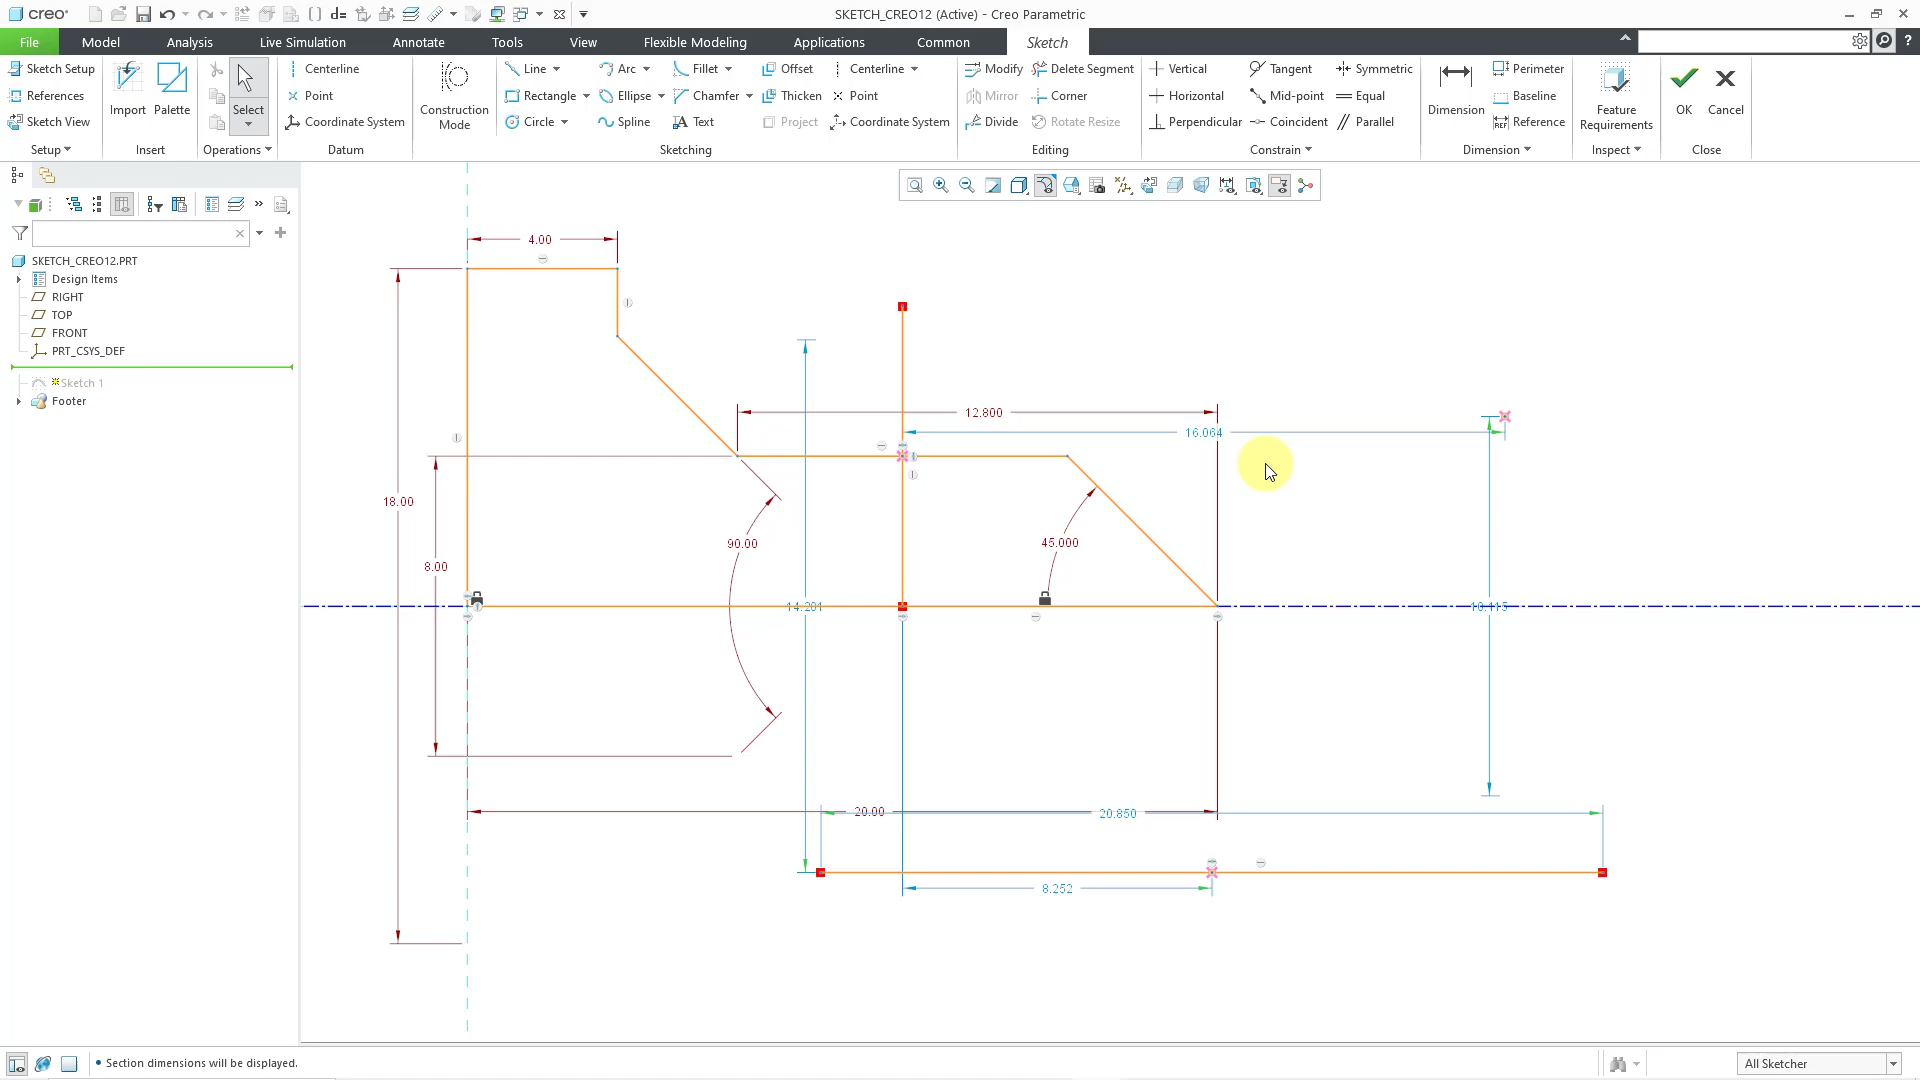 creo
SKETCH_CREO12 (Active) - Creo Parametric
File
Model
Analysis
Live Simulation
Annotate
Tools
View
Flexible Modeling
Applications
Common
Sketch
Sketch Setup
References
Sketch View
Setup
Import
Palette
Insert
Select
Operations
Centerline
Point
Coordinate System
Datum
Construction Mode
Line
Rectangle
Circle
Arc
Ellipse
Spline
Fillet
Chamfer
Text
Offset
Thicken
Project
Centerline
Point
Coordinate System
Sketching
Modify
Mirror
Divide
Delete Segment
Corner
Rotate Resize
Editing
Vertical
Horizontal
Perpendicular
Tangent
Mid-point
Coincident
Symmetric
Equal
Parallel
Constrain
Dimension
Perimeter
Baseline
Reference
Dimension
Feature Requirements
Inspect
OK
Cancel
Close
SKETCH_CREO12.PRT
Design Items
RIGHT
TOP
FRONT
PRT_CSYS_DEF
Sketch 1
Footer
4.00
12.800
16.064
18.00
90.00
45.000
8.00
14.201
10.115
20.00
20.850
8.252
Section dimensions will be displayed.
All Sketcher